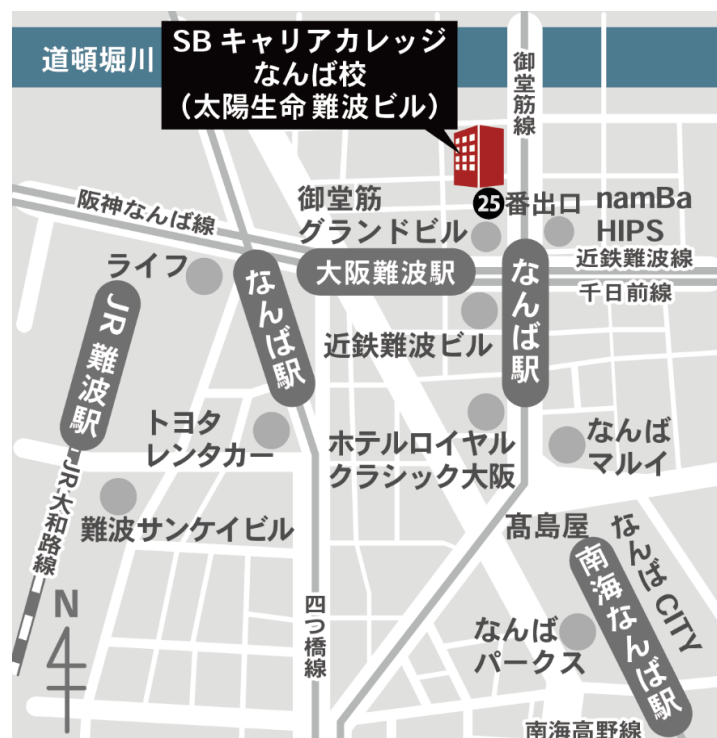 道頓堀川
SB キャリアカレッジ
なんば校
（太陽生命 難波ビル）
御堂筋線
25番出口
namBa
HIPS
御堂筋
グランドビル
阪神なんば線
ライフ
大阪難波駅
なんば駅
なんば駅
近鉄難波線
千日前線
JR 難波駅
近鉄難波ビル
トヨタ
レンタカー
ホテルロイヤル
クラシック大阪
なんば
マルイ
JR大和路線
難波サンケイビル
髙島屋
なんばCITY
南海なんば駅
N
四つ橋線
なんば
パークス
南海高野線